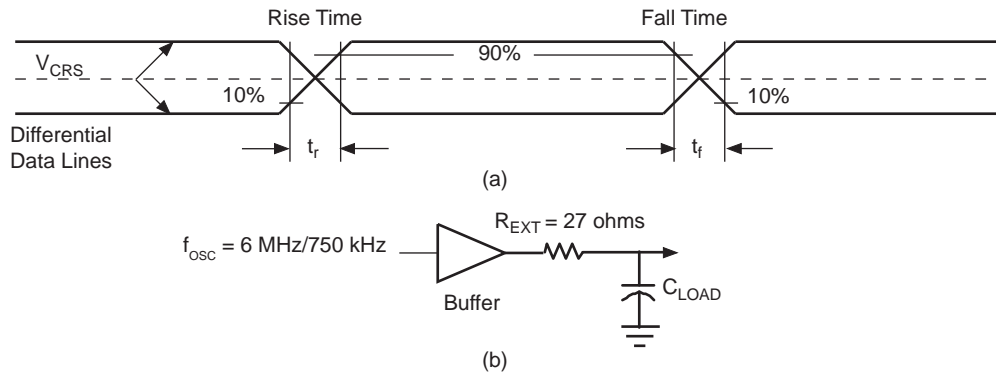 Rise Time
Fall Time
V_CRS
90%
10%
10%
Differential
Data Lines
t_r
t_f
(a)
R_EXT = 27 ohms
f_OSC = 6 MHz/750 kHz
Buffer
C_LOAD
(b)